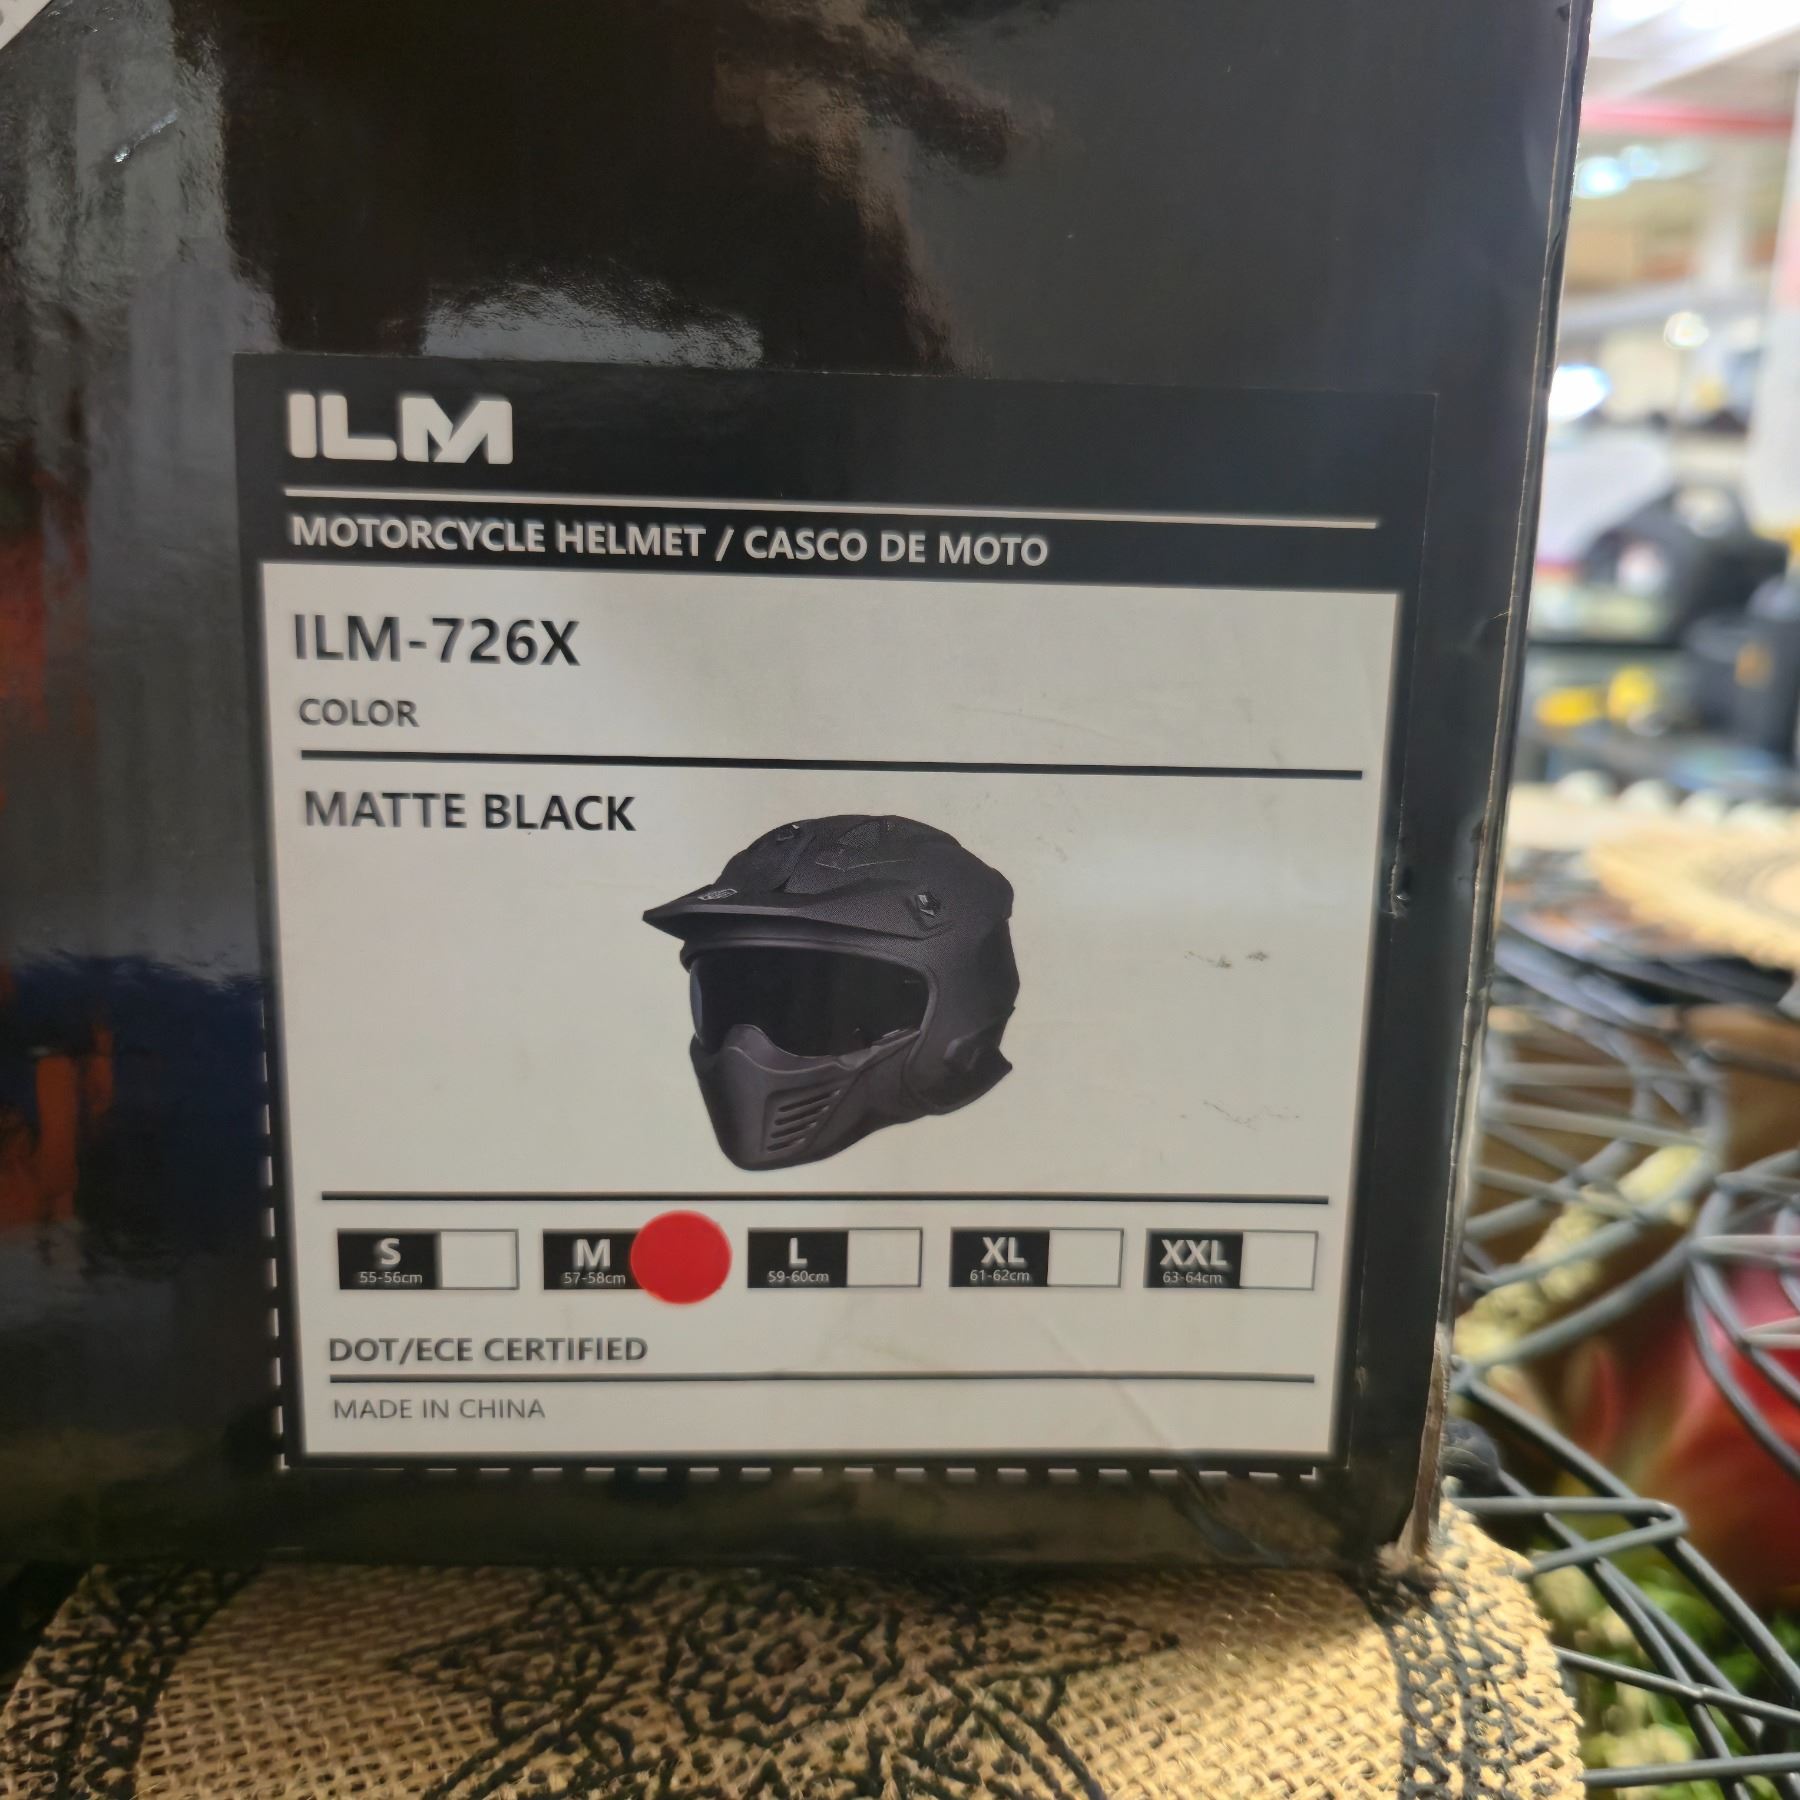 ILM
MOTORCYCLE HELMET / CASCO DE MOTO
ILM-726X
COLOR
MATTE BLACK
S M L XL XXL
55-56cm 57-58cm 59-60cm 61-62cm 63-64cm
DOT/ECE CERTIFIED
MADE IN CHINA